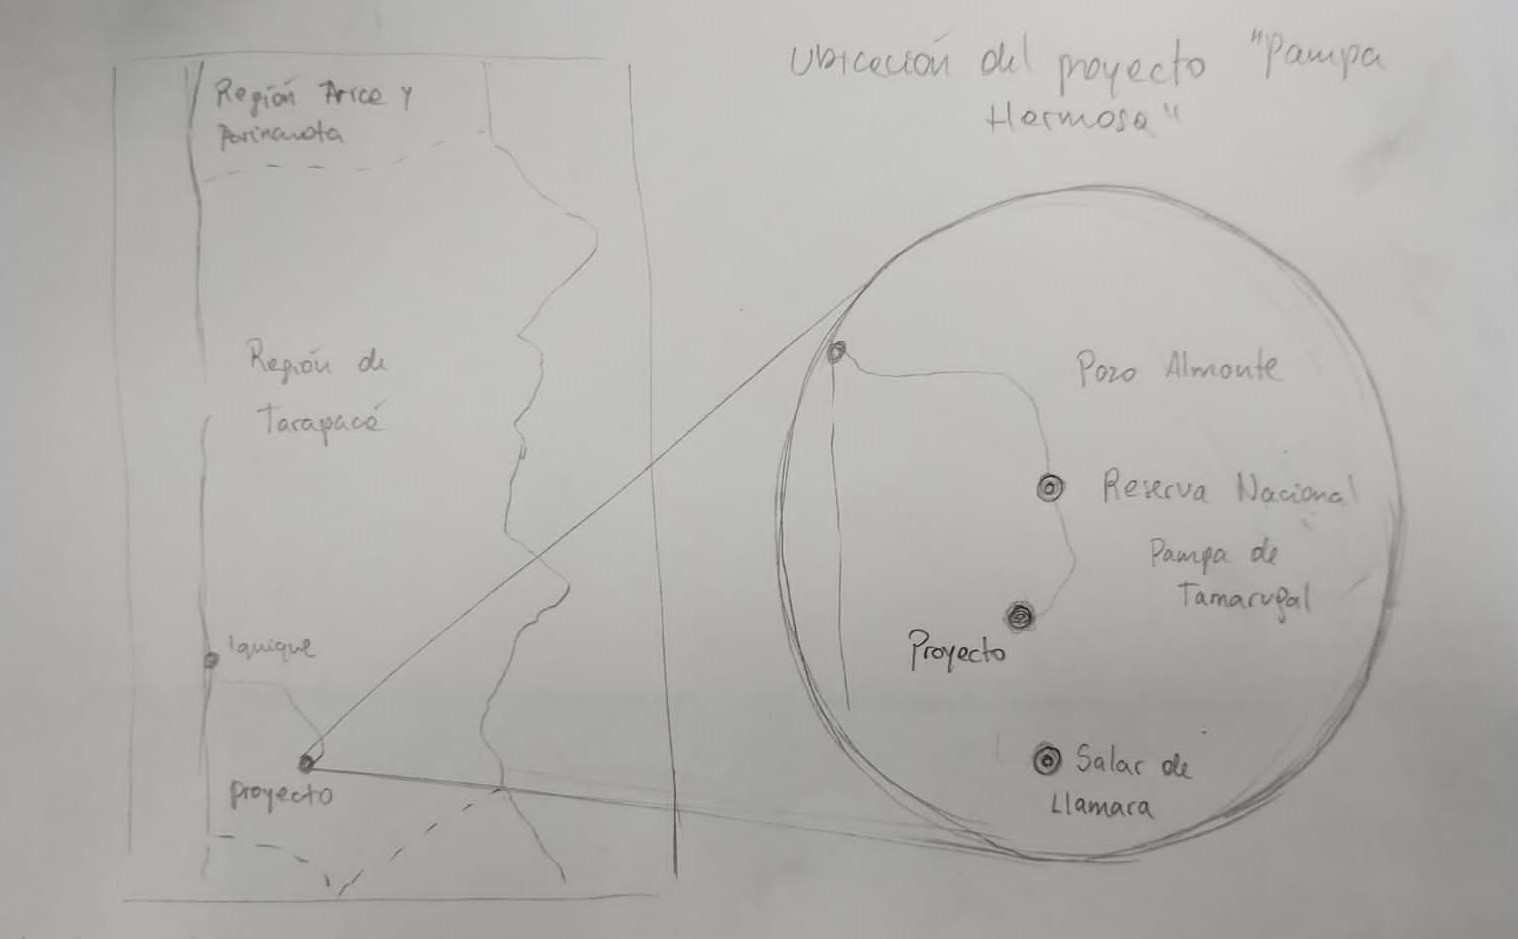 Ubicación del proyecto "Pampa
Hermosa"
Región Arica y
Parinacota
Región de
Tarapacá
Iquique
proyecto
Pozo Almonte
Reserva Nacional
Pampa de
Tamarugal
Proyecto
Salar de
Llamara